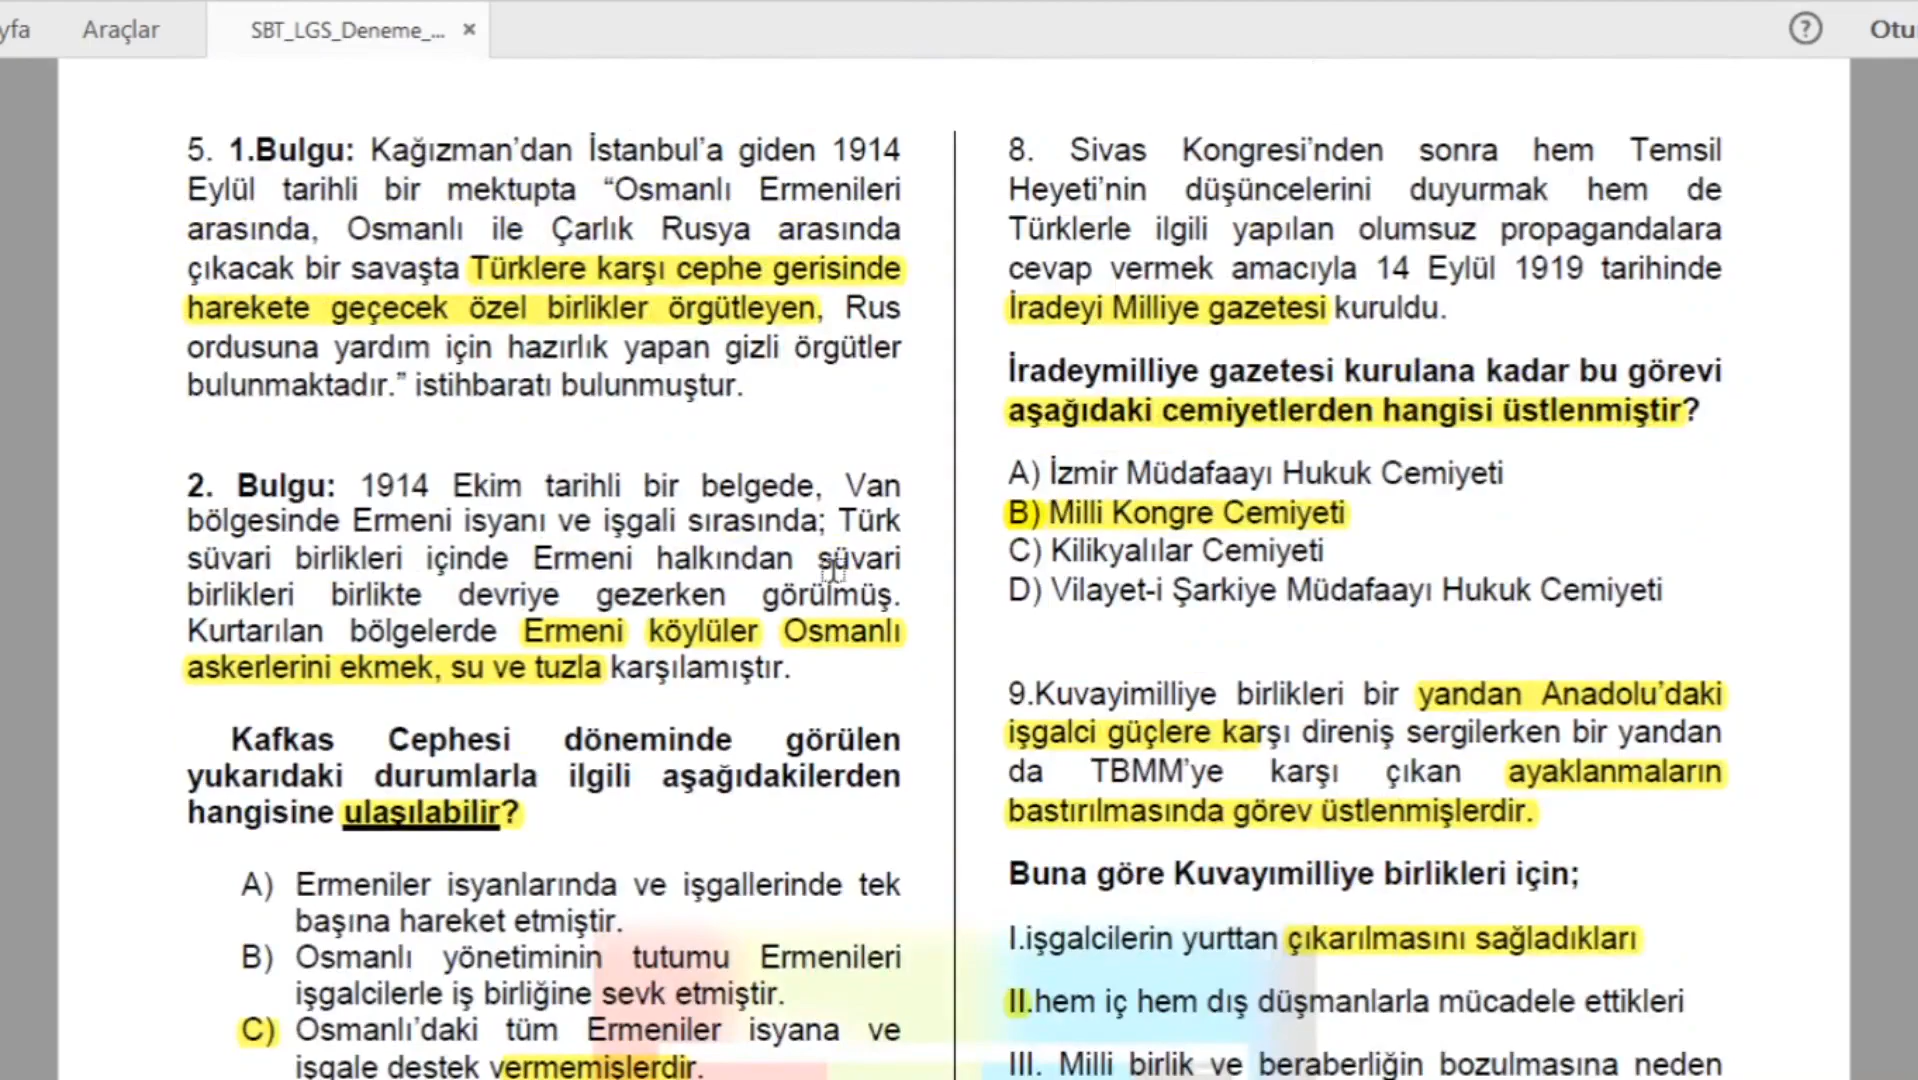 yfa
Araçlar
SBT_LGS_Deneme_...
×
?
Otu
5. 1.Bulgu: Kağızman’dan İstanbul’a giden 1914
Eylül tarihli bir mektupta “Osmanlı Ermenileri
arasında, Osmanlı ile Çarlık Rusya arasında
çıkacak bir savaşta Türklere karşı cephe gerisinde
harekete geçecek özel birlikler örgütleyen, Rus
ordusuna yardım için hazırlık yapan gizli örgütler
bulunmaktadır.” istihbaratı bulunmuştur.
2. Bulgu: 1914 Ekim tarihli bir belgede, Van
bölgesinde Ermeni isyanı ve işgali sırasında; Türk
süvari birlikleri içinde Ermeni halkından süvari
birlikleri birlikte devriye gezerken görülmüş.
Kurtarılan bölgelerde Ermeni köylüler Osmanlı
askerlerini ekmek, su ve tuzla karşılamıştır.
Kafkas Cephesi döneminde görülen
yukarıdaki durumlarla ilgili aşağıdakilerden
hangisine ulaşılabilir?
A) Ermeniler isyanlarında ve işgallerinde tek
başına hareket etmiştir.
B) Osmanlı yönetiminin tutumu Ermenileri
işgalcilerle iş birliğine sevk etmiştir.
C) Osmanlı’daki tüm Ermeniler isyana ve
işgale destek vermemişlerdir.
8. Sivas Kongresi’nden sonra hem Temsil
Heyeti’nin düşüncelerini duyurmak hem de
Türklerle ilgili yapılan olumsuz propagandalara
cevap vermek amacıyla 14 Eylül 1919 tarihinde
İradeyi Milliye gazetesi kuruldu.
İradeymilliye gazetesi kurulana kadar bu görevi
aşağıdaki cemiyetlerden hangisi üstlenmiştir?
A) İzmir Müdafaayı Hukuk Cemiyeti
B) Milli Kongre Cemiyeti
C) Kilikyalılar Cemiyeti
D) Vilayet-i Şarkiye Müdafaayı Hukuk Cemiyeti
9.Kuvayimilliye birlikleri bir yandan Anadolu’daki
işgalci güçlere karşı direniş sergilerken bir yandan
da TBMM’ye karşı çıkan ayaklanmaların
bastırılmasında görev üstlenmişlerdir.
Buna göre Kuvayımilliye birlikleri için;
I.işgalcilerin yurttan çıkarılmasını sağladıkları
II.hem iç hem dış düşmanlarla mücadele ettikleri
III. Milli birlik ve beraberliğin bozulmasına neden